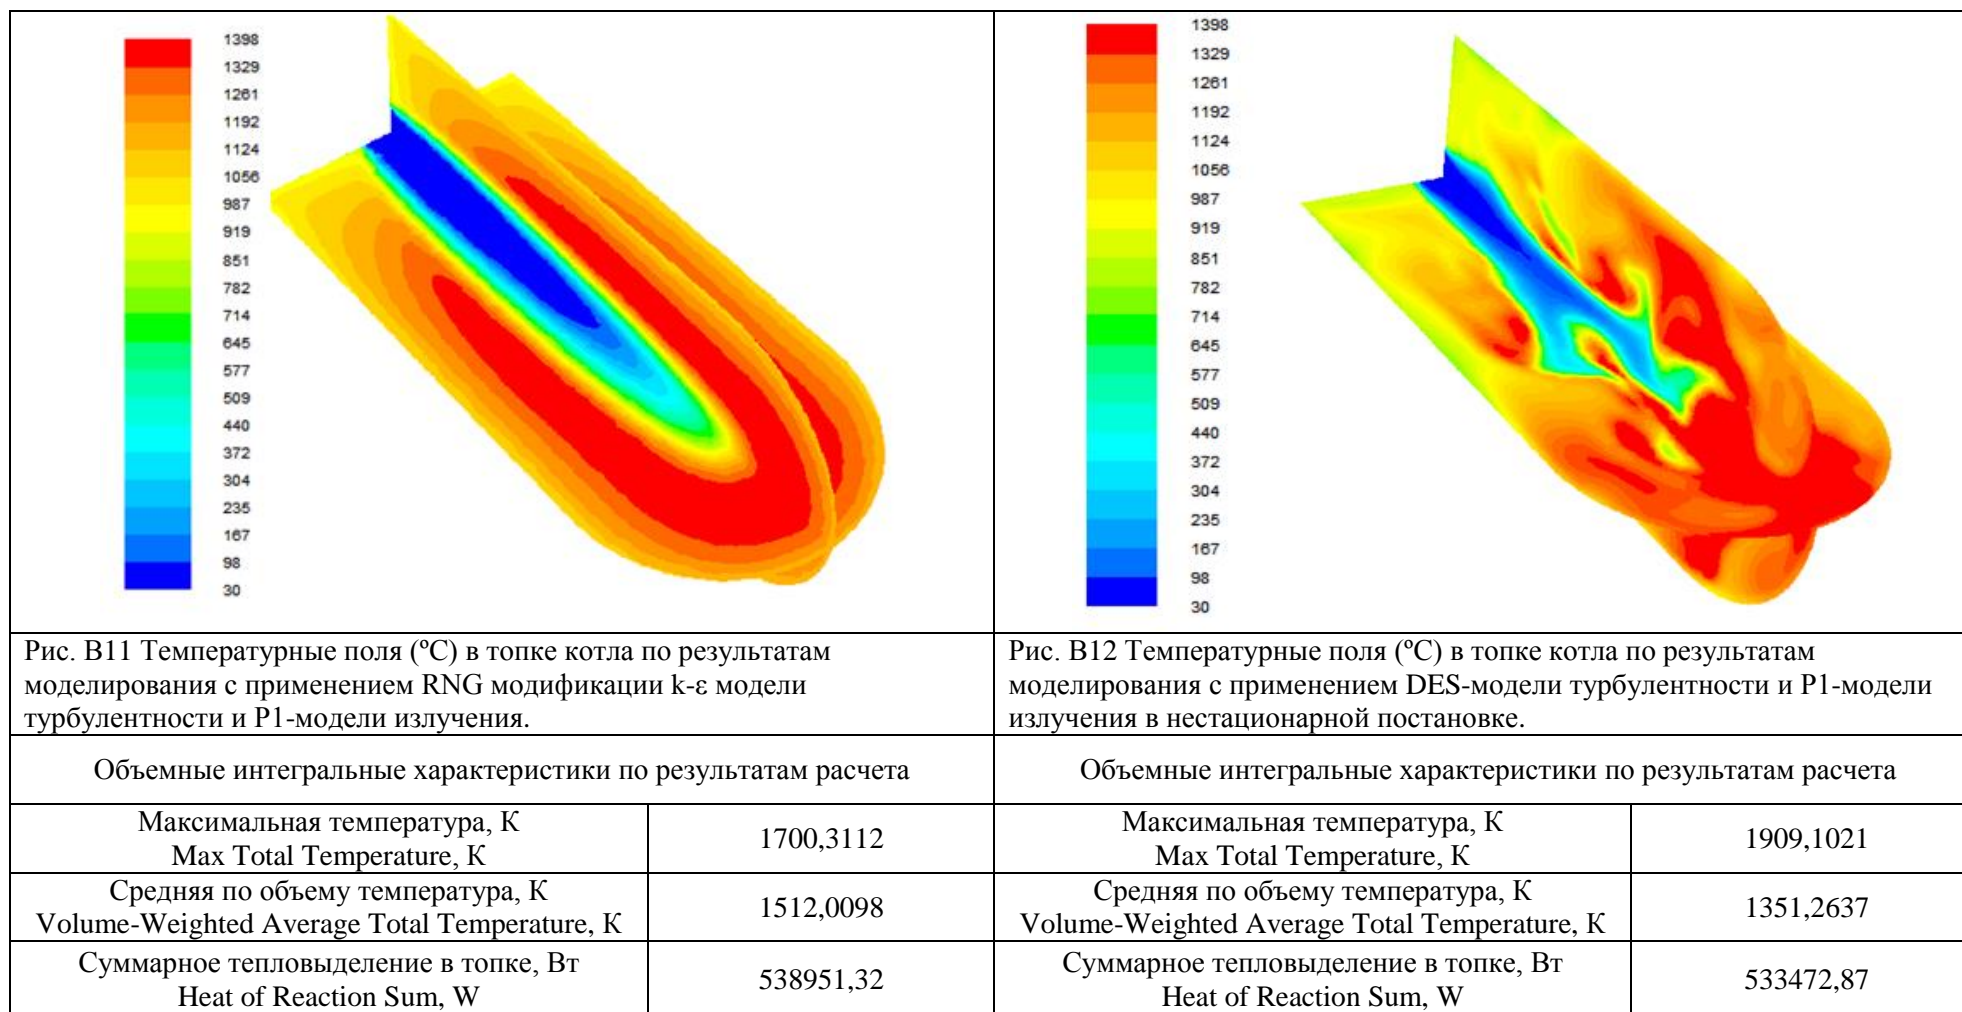 1398
1329
1261
1192
1124
1056
987
919
851
782
714
645
577
509
440
372
304
235
167
98
30
Рис. В11 Температурные поля (ºС) в топке котла по результатам
моделирования с применением RNG модификации k-ε модели
турбулентности и P1-модели излучения.
1398
1329
1261
1192
1124
1056
987
919
851
782
714
645
577
509
440
372
304
235
167
98
30
Рис. В12 Температурные поля (ºС) в топке котла по результатам
моделирования с применением DES-модели турбулентности и P1-модели
излучения в нестационарной постановке.
Объемные интегральные характеристики по результатам расчета
Объемные интегральные характеристики по результатам расчета
Максимальная температура, К
Max Total Temperature, К
1700,3112
Максимальная температура, К
Max Total Temperature, К
1909,1021
Средняя по объему температура, К
Volume-Weighted Average Total Temperature, К
1512,0098
Средняя по объему температура, К
Volume-Weighted Average Total Temperature, К
1351,2637
Суммарное тепловыделение в топке, Вт
Heat of Reaction Sum, W
538951,32
Суммарное тепловыделение в топке, Вт
Heat of Reaction Sum, W
533472,87